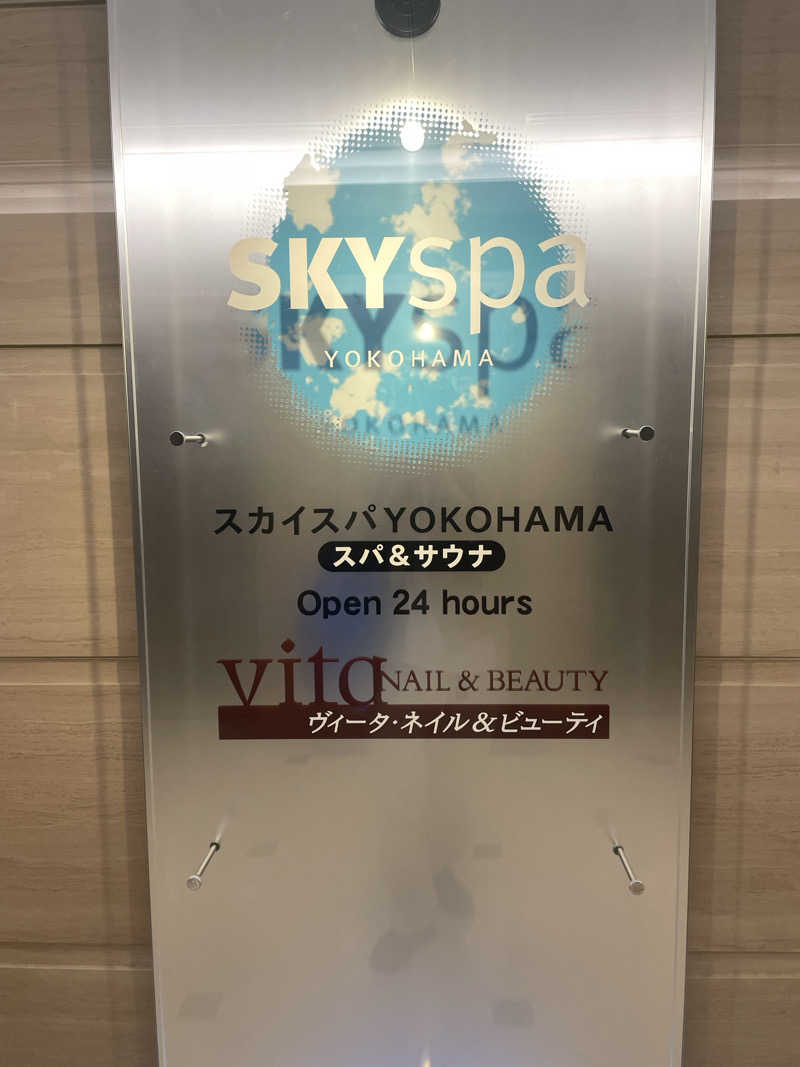 SKYspa
YOKOHAMA
スカイスパYOKOHAMA
スパ&サウナ
Open 24 hours
vita NAIL & BEAUTY
ヴィータ・ネイル&ビューティ